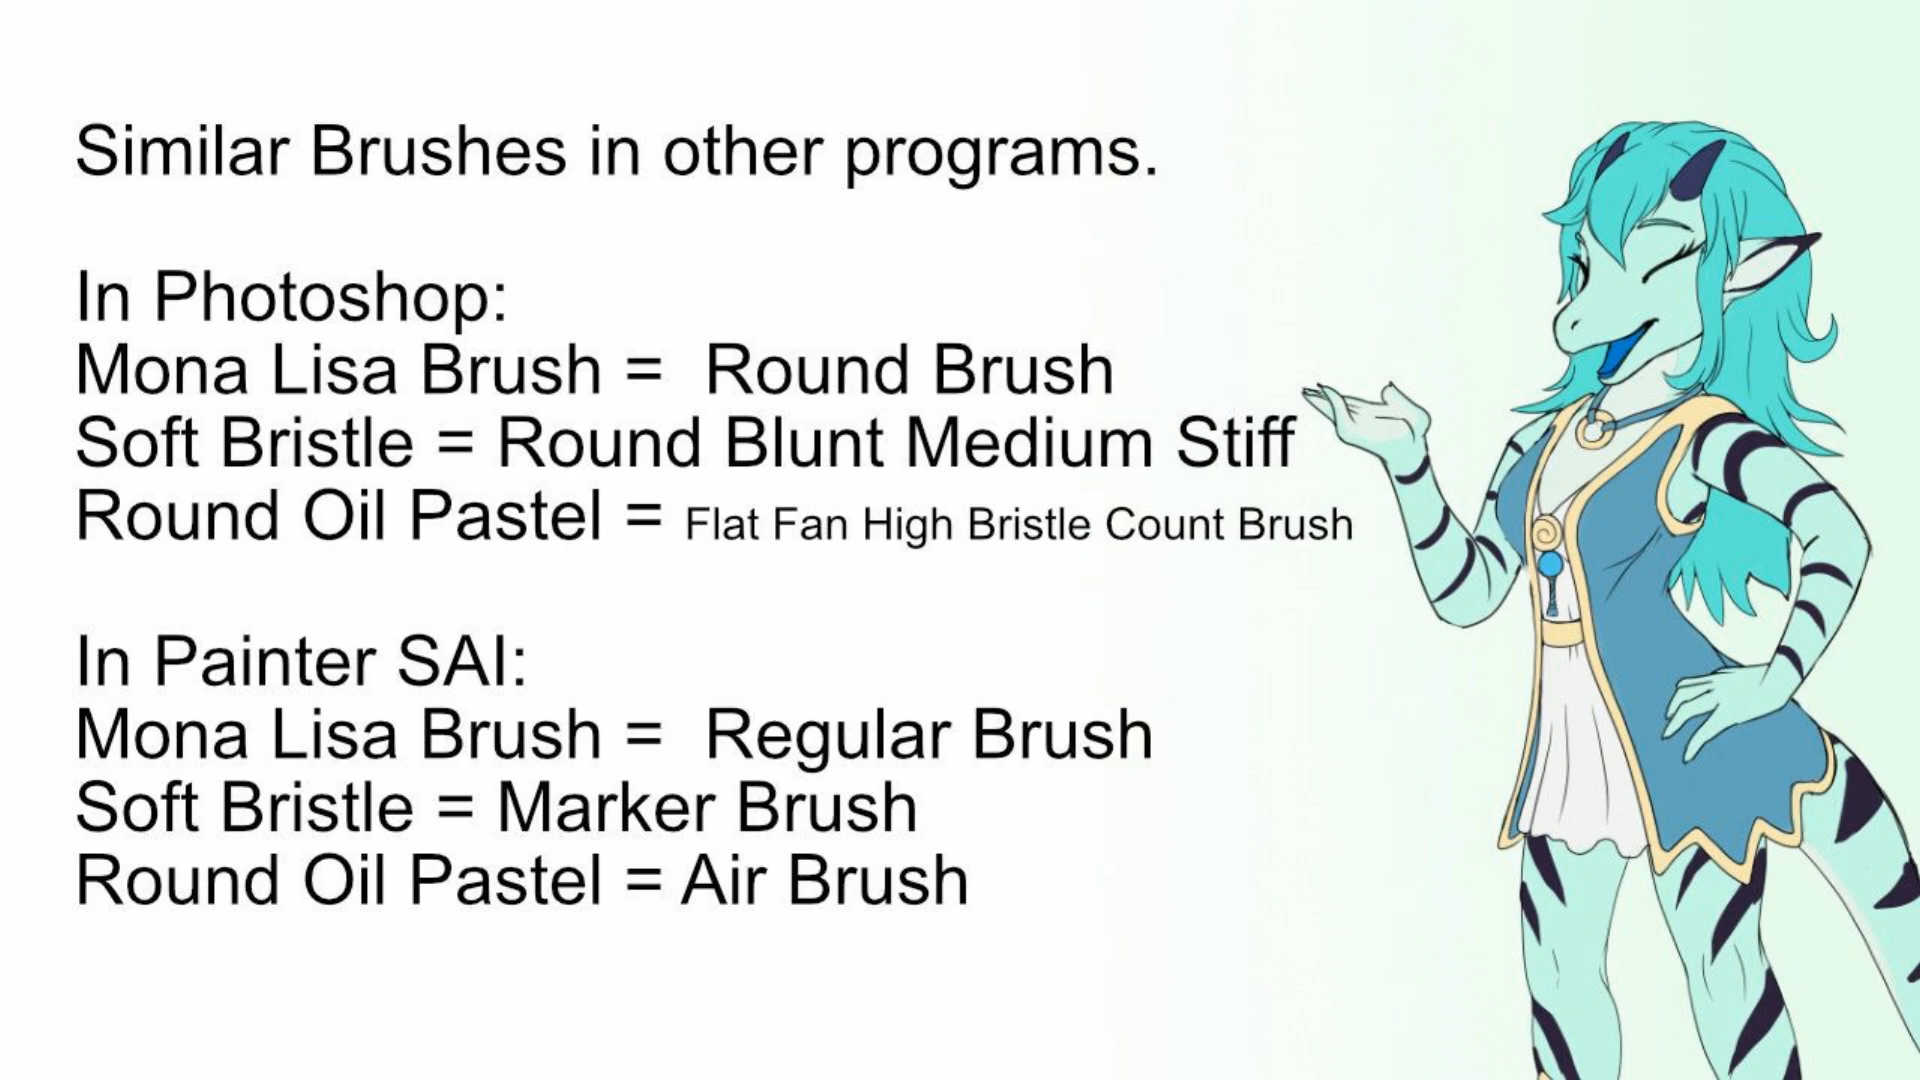 Similar Brushes in other programs.
In Photoshop:
Mona Lisa Brush = Round Brush
Soft Bristle = Round Blunt Medium Stiff
Round Oil Pastel = Flat Fan High Bristle Count Brush
In Painter SAI:
Mona Lisa Brush = Regular Brush
Soft Bristle = Marker Brush
Round Oil Pastel = Air Brush